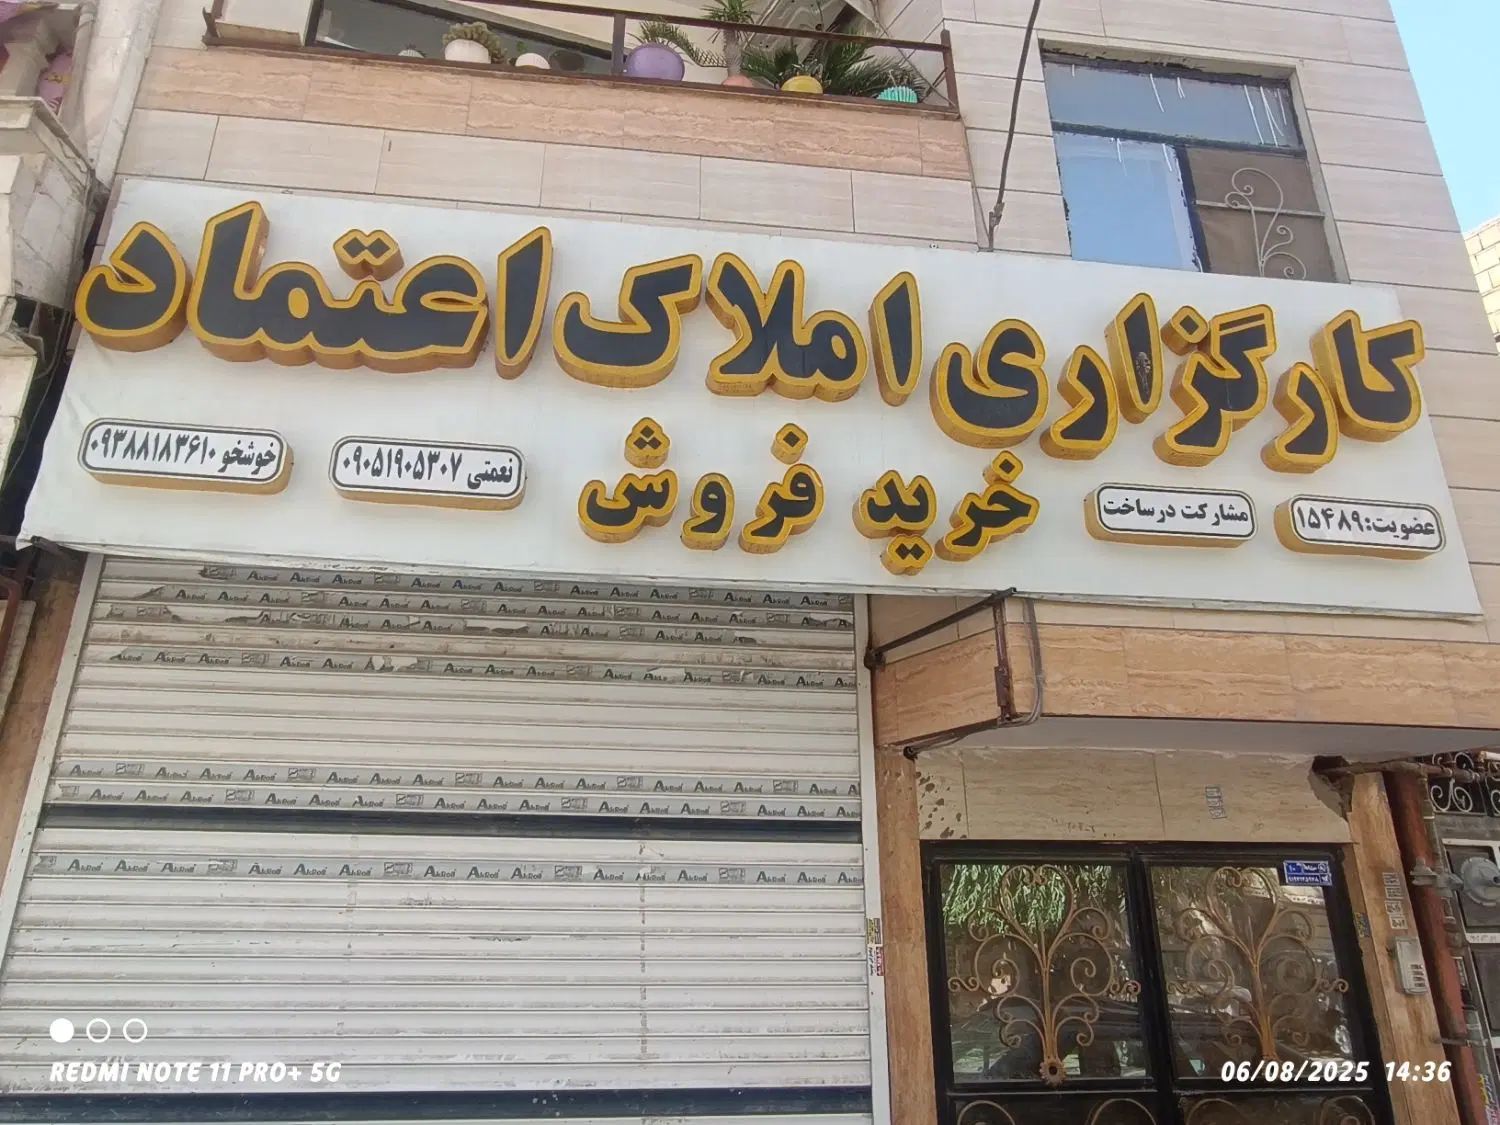 کارگزاری املاک اعتماد
خرید فروش
عضویت: ۱۵۴۸۹
مشارکت در ساخت
نعمتی ۰۹۰۵۱۹۰۵۳۰۷
خوشخو ۰۹۳۸۸۱۸۳۶۱۰
AkRof
REDMI NOTE 11 PRO+ 5G
06/08/2025 14:36